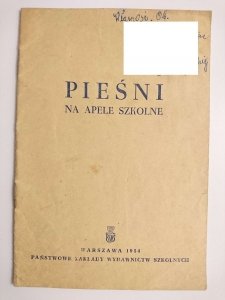 PIEŚNI
NA APELE SZKOLNE
WARSZAWA 1954
PAŃSTWOWE ZAKŁADY WYDAWNICTW SZKOLNYCH